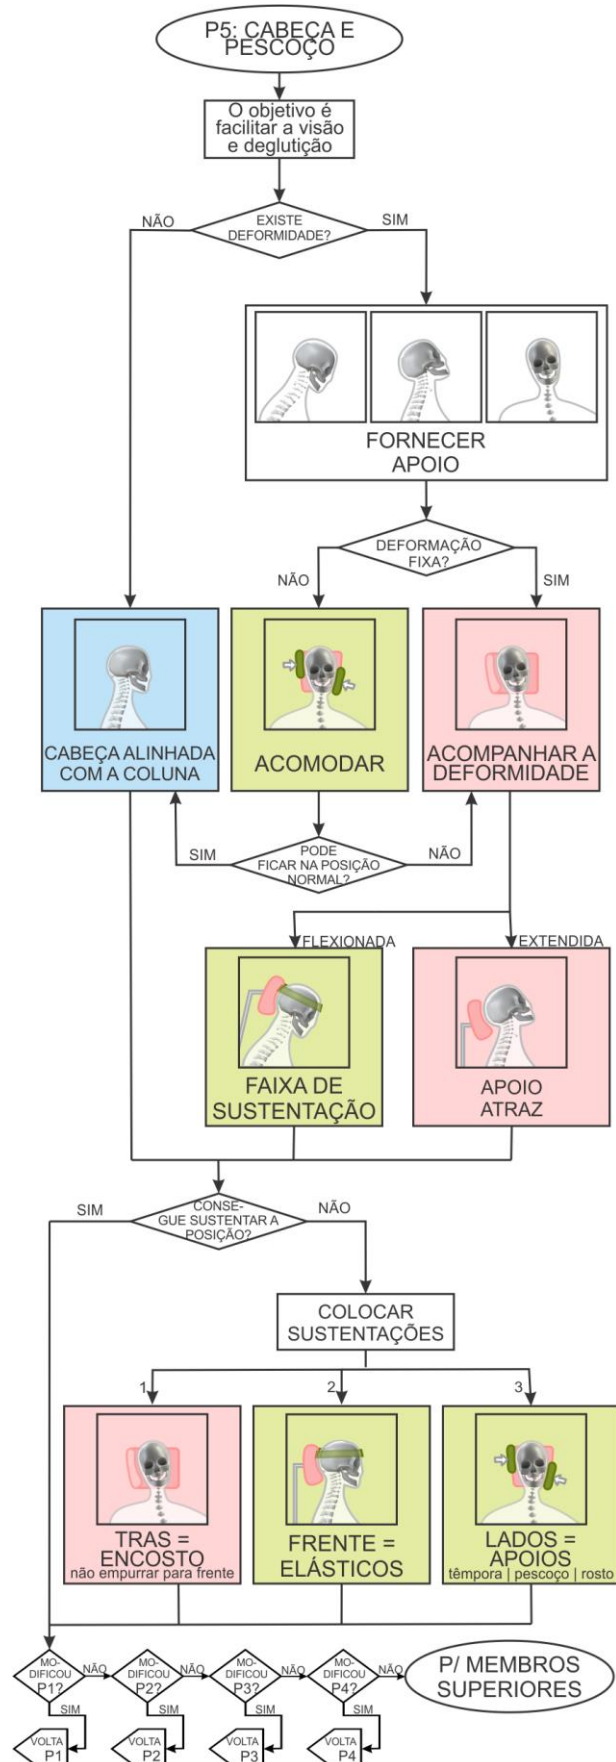 P5: CABEÇA E
PESCOÇO
O objetivo é
facilitar a visão
e deglutição
EXISTE
DEFORMIDADE?
NÃO
SIM
FORNECER
APOIO
DEFORMAÇÃO
FIXA?
NÃO
SIM
CABEÇA ALINHADA
COM A COLUNA
ACOMODAR
ACOMPANHAR A
DEFORMIDADE
PODE
FICAR NA POSIÇÃO
NORMAL?
SIM
NÃO
FLEXIONADA
EXTENDIDA
FAIXA DE
SUSTENTAÇÃO
APOIO
ATRAZ
CONSE-
GUE SUSTENTAR A
POSIÇÃO?
SIM
NÃO
COLOCAR
SUSTENTAÇÕES
1
2
3
TRAS =
ENCOSTO
não empurrar para frente
FRENTE =
ELÁSTICOS
LADOS =
APOIOS
têmpora | pescoço | rosto
MO-
DIFICOU
P1?
NÃO
SIM
VOLTA
P1
MO-
DIFICOU
P2?
NÃO
SIM
VOLTA
P2
MO-
DIFICOU
P3?
NÃO
SIM
VOLTA
P3
MO-
DIFICOU
P4?
NÃO
SIM
VOLTA
P4
P/ MEMBROS
SUPERIORES